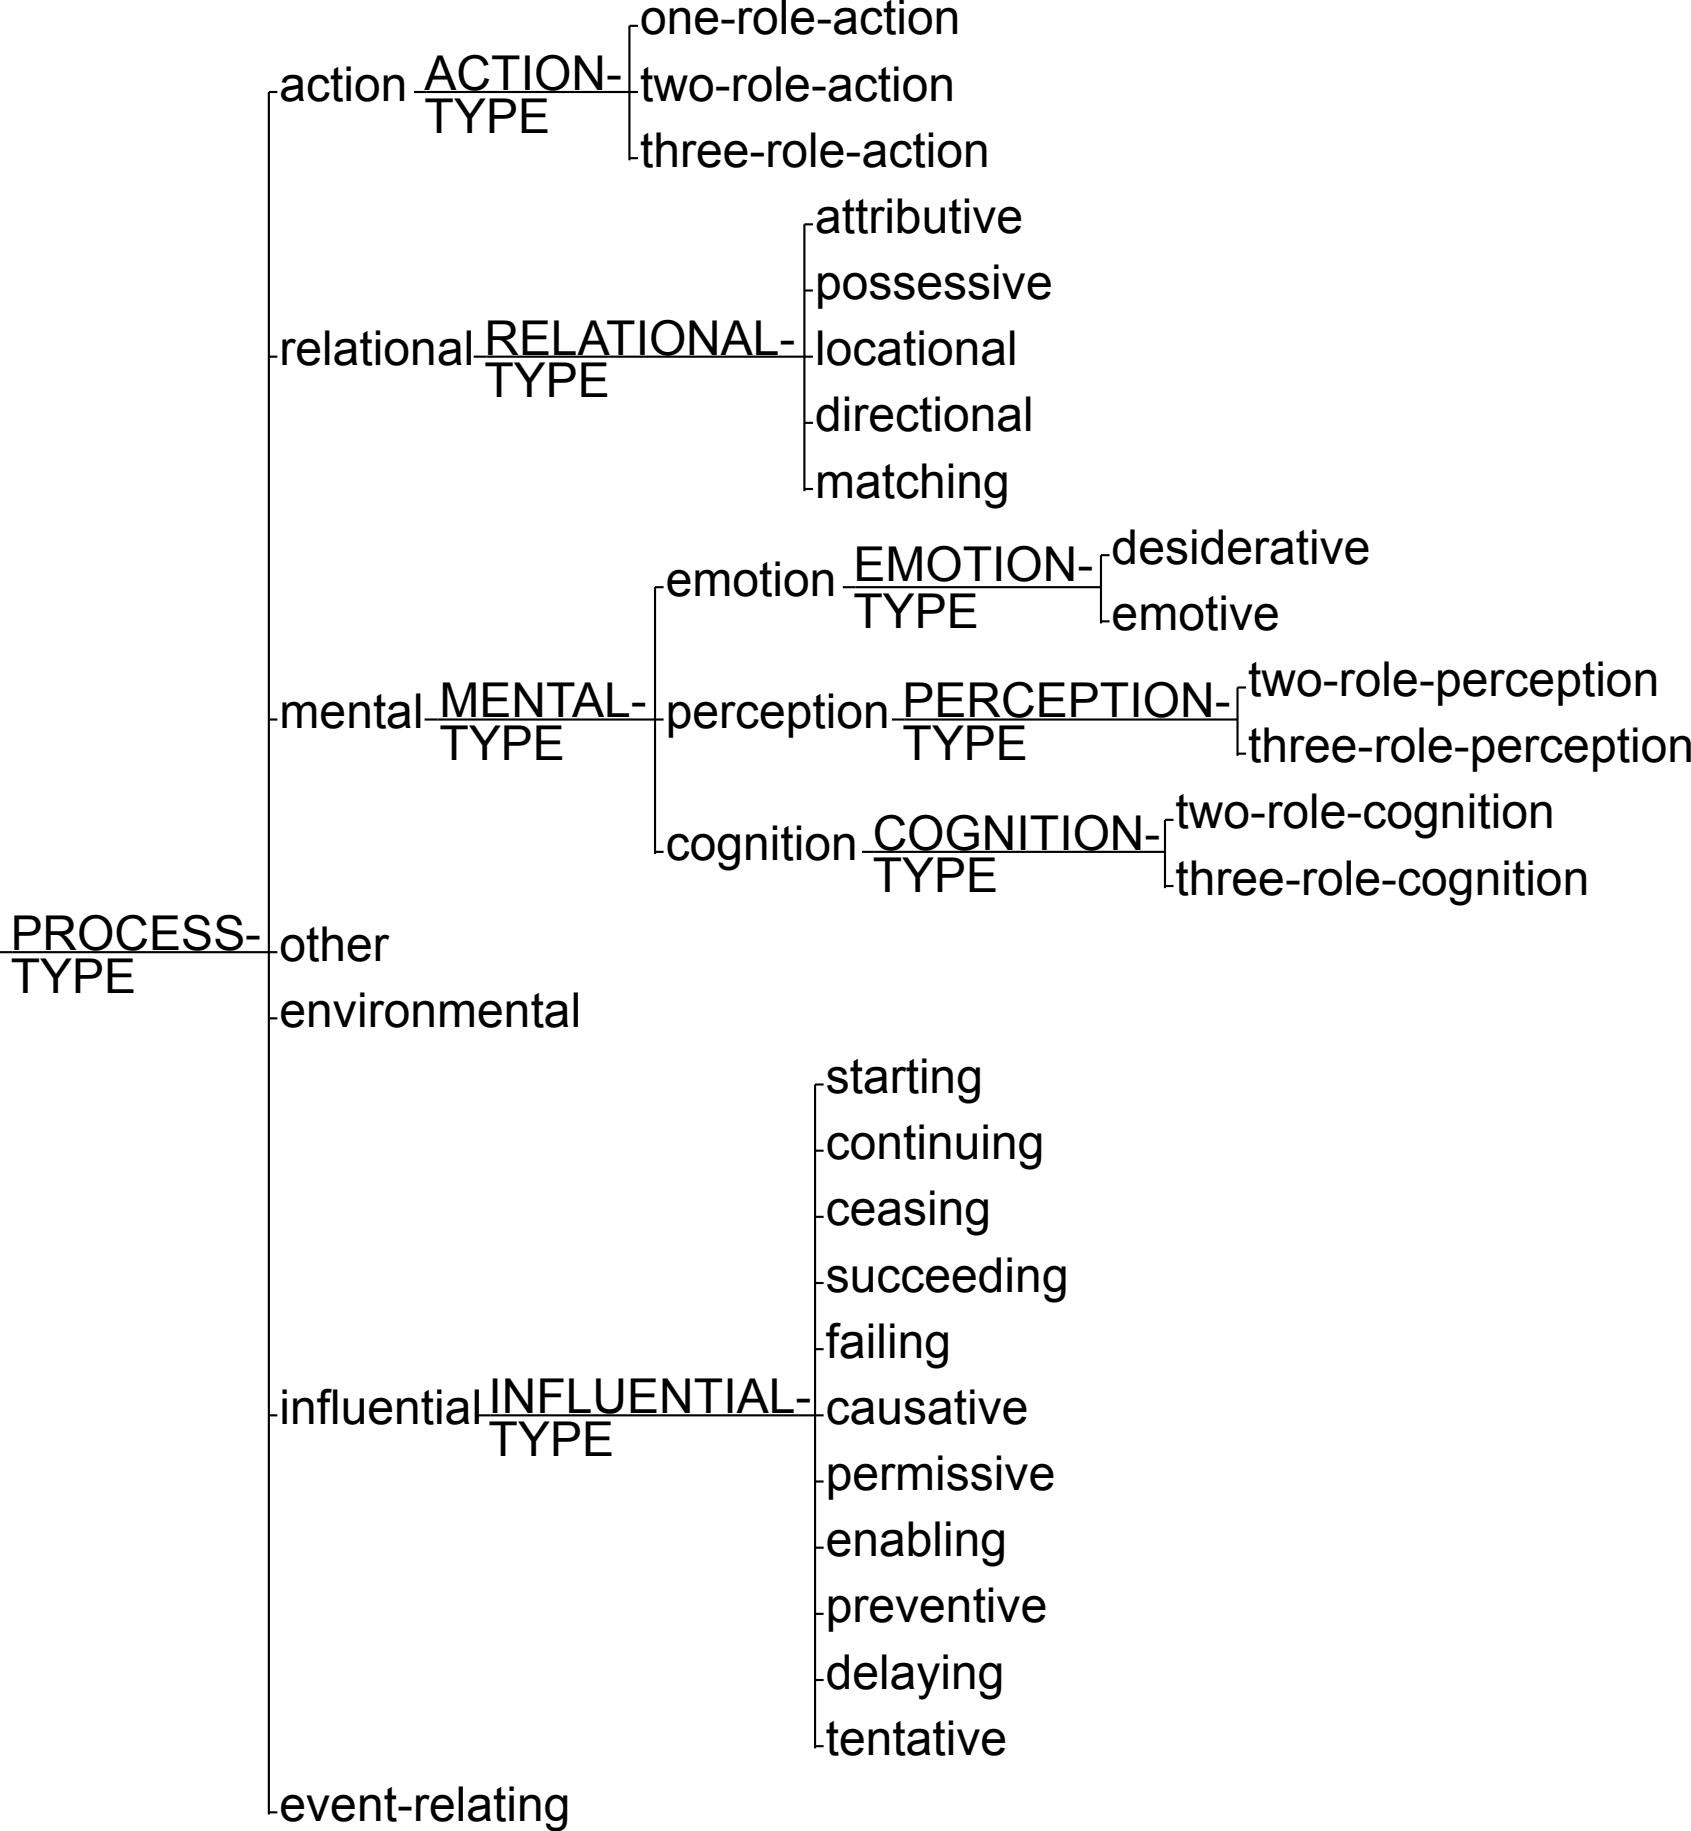 one-role-action
action ACTION-TYPE
two-role-action
three-role-action
attributive
possessive
relational RELATIONAL-TYPE
locational
directional
matching
desiderative
emotion EMOTION-TYPE
emotive
two-role-perception
mental MENTAL-TYPE
perception PERCEPTION-TYPE
three-role-perception
two-role-cognition
cognition COGNITION-TYPE
three-role-cognition
PROCESS-TYPE
other
environmental
starting
continuing
ceasing
succeeding
failing
influential INFLUENTIAL-TYPE
causative
permissive
enabling
preventive
delaying
tentative
event-relating